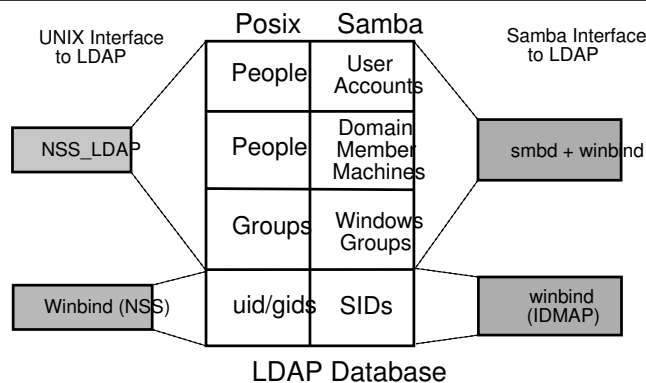 Posix
Samba
UNIX Interface
to LDAP
Samba Interface
to LDAP
People
User
Accounts
NSS_LDAP
People
Domain
Member
Machines
smbd + winbind
Groups
Windows
Groups
Winbind (NSS)
uid/gids
SIDs
winbind
(IDMAP)
LDAP Database